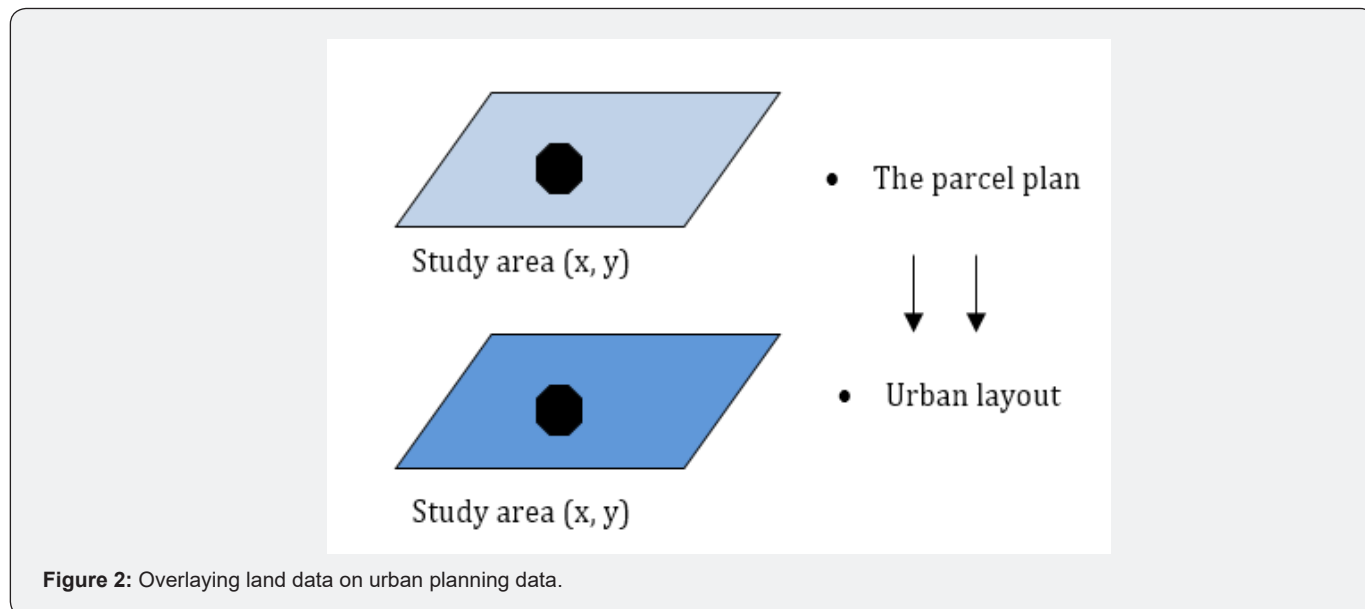 • The parcel plan
Study area (x, y)
• Urban layout
Study area (x, y)
Figure 2: Overlaying land data on urban planning data.